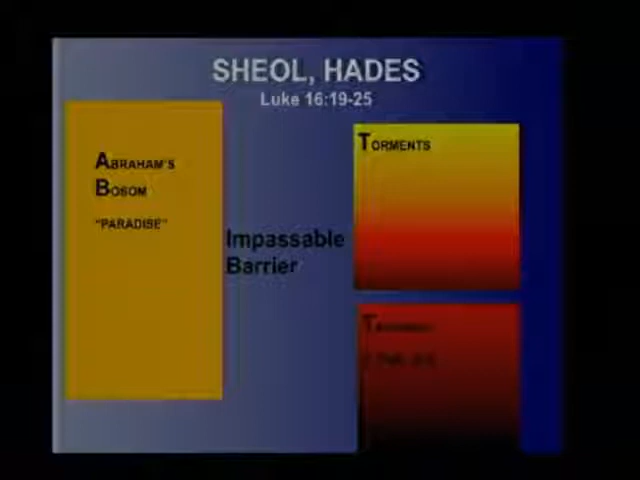 SHEOL, HADES
Luke 16:19-25
ABRAHAM'S
BOSOM
"PARADISE"
Impassable
Barrier
TORMENTS